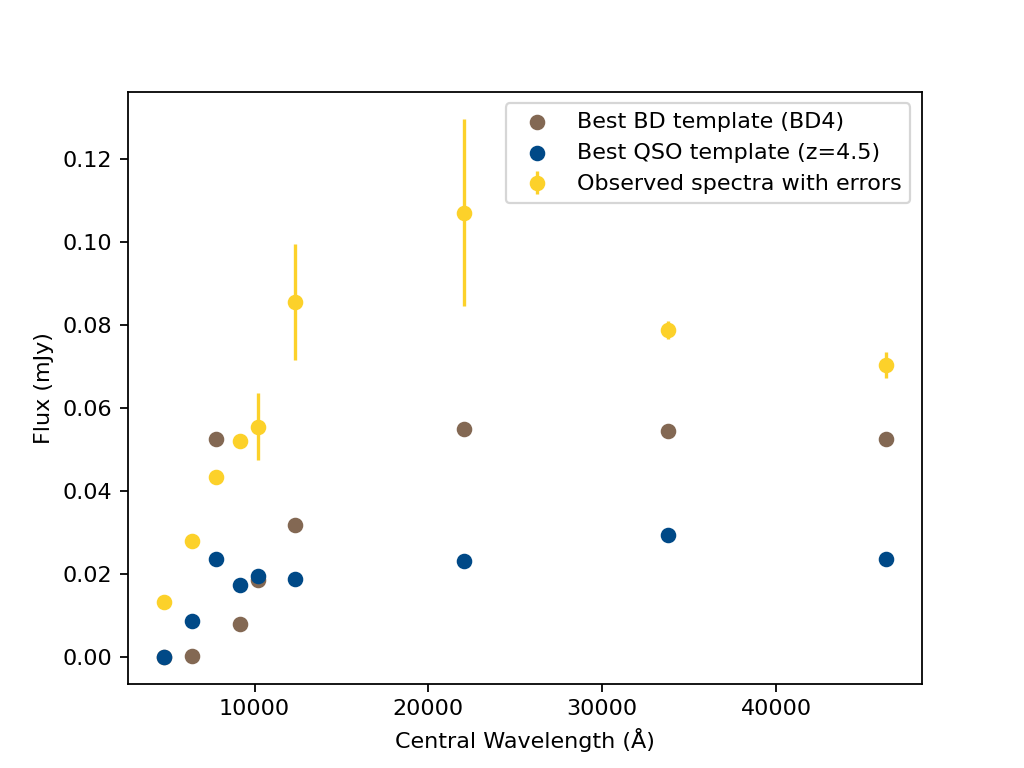 Best BD template (BD4)
Best QSO template (z=4.5)
Observed spectra with errors
0.12
0.10
0.08
0.06
0.04
0.02
0.00
Flux (mJy)
10000 20000 30000 40000
Central Wavelength (Å)